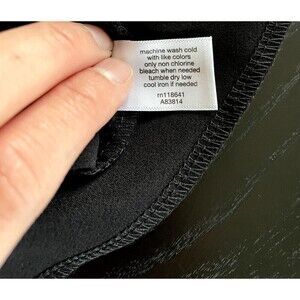 machine wash cold
with like colors
only non chlorine
bleach when needed
tumble dry low
cool iron if needed
rn118641
A83814